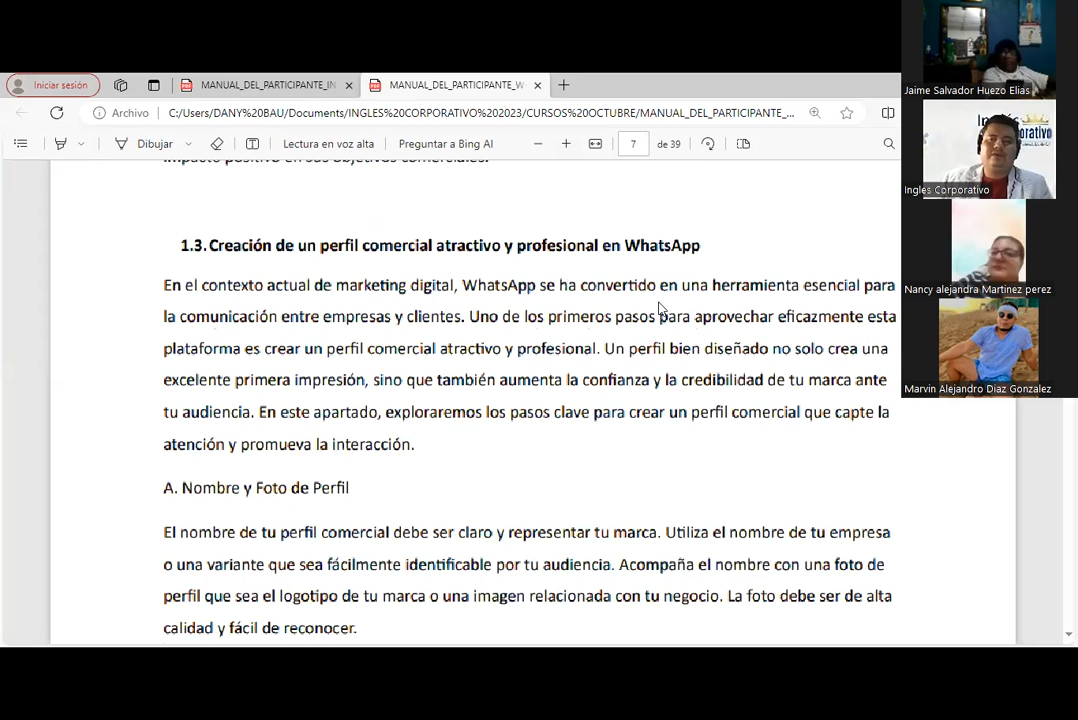 Iniciar sesión
MANUAL_DEL_PARTICIPANTE_IN
MANUAL_DEL_PARTICIPANTE_W
Archivo
C:/Users/DANY%20BAU/Documents/INGLES%20CORPORATIVO%202023/CURSOS%20OCTUBRE/MANUAL_DEL_PARTICIPANTE_...
Dibujar
Lectura en voz alta
Preguntar a Bing AI
7
de 39
impacto positivo en sus objetivos comerciales.
1.3. Creación de un perfil comercial atractivo y profesional en WhatsApp
En el contexto actual de marketing digital, WhatsApp se ha convertido en una herramienta esencial para
la comunicación entre empresas y clientes. Uno de los primeros pasos para aprovechar eficazmente esta
plataforma es crear un perfil comercial atractivo y profesional. Un perfil bien diseñado no solo crea una
excelente primera impresión, sino que también aumenta la confianza y la credibilidad de tu marca ante
tu audiencia. En este apartado, exploraremos los pasos clave para crear un perfil comercial que capte la
atención y promueva la interacción.
A. Nombre y Foto de Perfil
El nombre de tu perfil comercial debe ser claro y representar tu marca. Utiliza el nombre de tu empresa
o una variante que sea fácilmente identificable por tu audiencia. Acompaña el nombre con una foto de
perfil que sea el logotipo de tu marca o una imagen relacionada con tu negocio. La foto debe ser de alta
calidad y fácil de reconocer.
Jaime Salvador Huezo Elias
Ingles Corporativo
Nancy alejandra Martinez perez
Marvin Alejandro Diaz Gonzalez